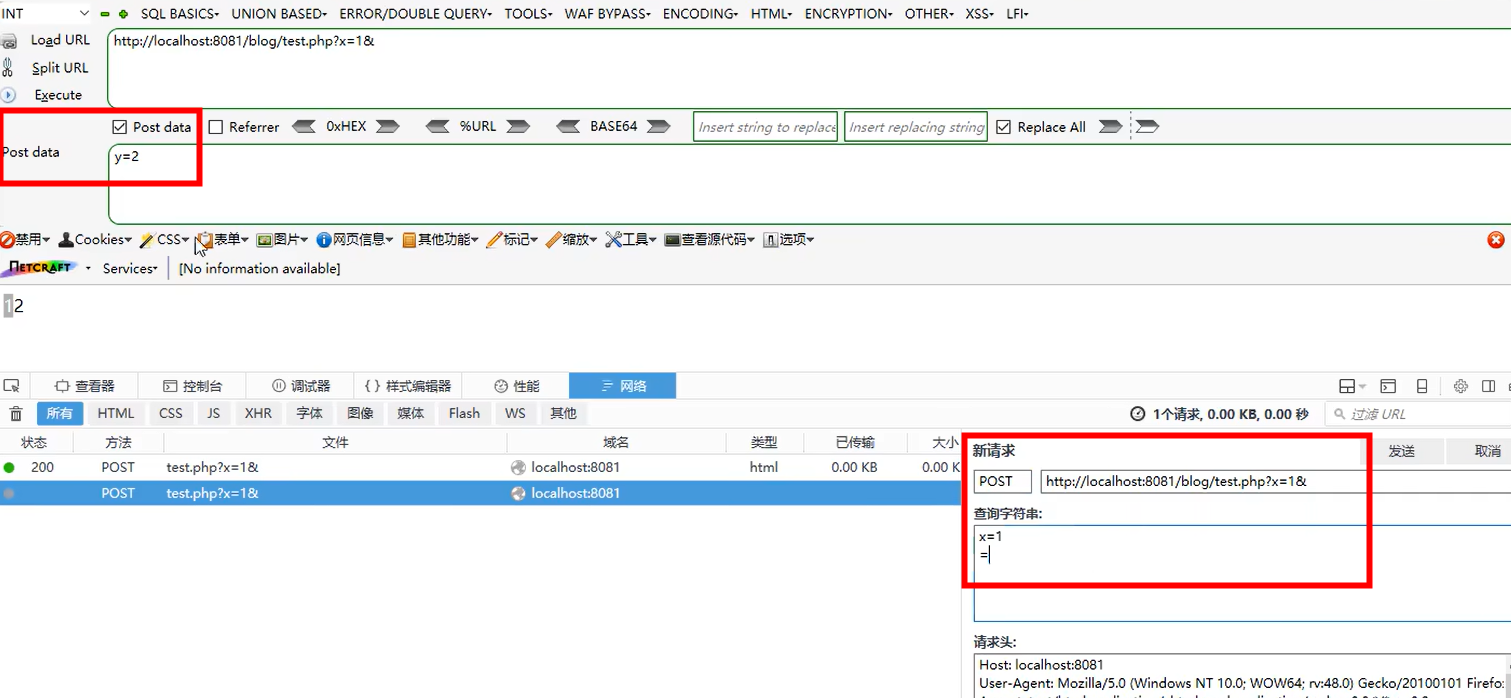 INT SQL BASICS UNION BASED ERROR/DOUBLE QUERY TOOLS WAF BYPASS ENCODING HTML ENCRYPTION OTHER XSS LFI
Load URL http://localhost:8081/blog/test.php?x=1&
Split URL
Execute
Post data Referrer 0xHEX %URL BASE64 Insert string to replace Insert replacing string Replace All
Post data y=2
禁用 Cookies CSS 表单 图片 网页信息 其他功能 标记 缩放 工具 查看源代码 选项
NETCRAFT Services [No information available]
12
查看器 控制台 调试器 { } 样式编辑器 性能 网络
所有 HTML CSS JS XHR 字体 图像 媒体 Flash WS 其他 1个请求, 0.00 KB, 0.00 秒 过滤 URL
状态 方法 文件 域名 类型 已传输 大小
200 POST test.php?x=1& localhost:8081 html 0.00 KB 0.00 K
POST test.php?x=1& localhost:8081
新请求 发送 取消
POST http://localhost:8081/blog/test.php?x=1&
查询字符串:
x=1
=
请求头:
Host: localhost:8081
User-Agent: Mozilla/5.0 (Windows NT 10.0; WOW64; rv:48.0) Gecko/20100101 Firefo